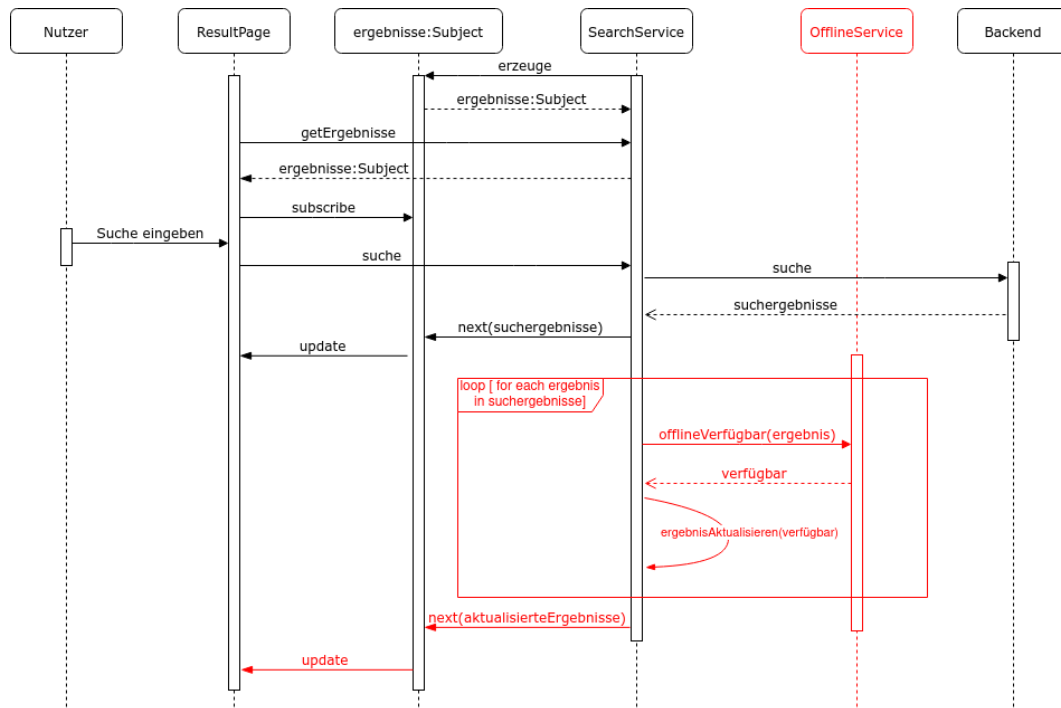 Nutzer
ResultPage
ergebnisse:Subject
SearchService
OfflineService
Backend
erzeuge
ergebnisse:Subject
getErgebnisse
ergebnisse:Subject
subscribe
Suche eingeben
suche
suche
suchergebnisse
next(suchergebnisse)
update
loop [ for each ergebnis
in suchergebnisse]
offlineVerfügbar(ergebnis)
verfügbar
ergebnisAktualisieren(verfügbar)
next(aktualisierteErgebnisse)
update